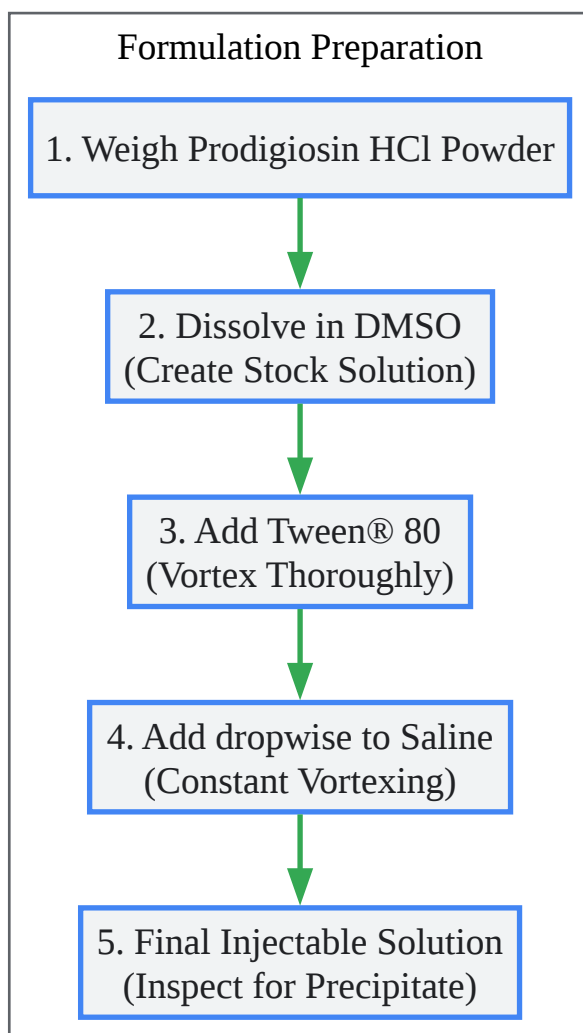 Formulation Preparation
1. Weigh Prodigiosin HCl Powder
2. Dissolve in DMSO
(Create Stock Solution)
3. Add Tween® 80
(Vortex Thoroughly)
4. Add dropwise to Saline
(Constant Vortexing)
5. Final Injectable Solution
(Inspect for Precipitate)